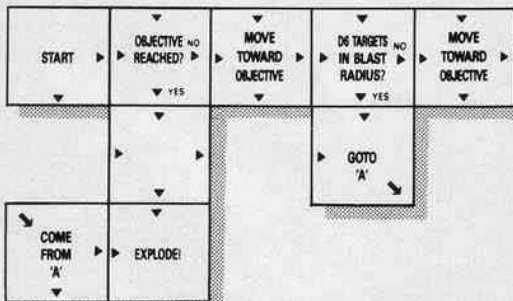 START
OBJECTIVE NO
REACHED?
YES
MOVE
TOWARD
OBJECTIVE
D6 TARGETS
IN BLAST NO
RADIUS?
YES
MOVE
TOWARD
OBJECTIVE
GOTO
'A'
COME
FROM
'A'
EXPLODE!